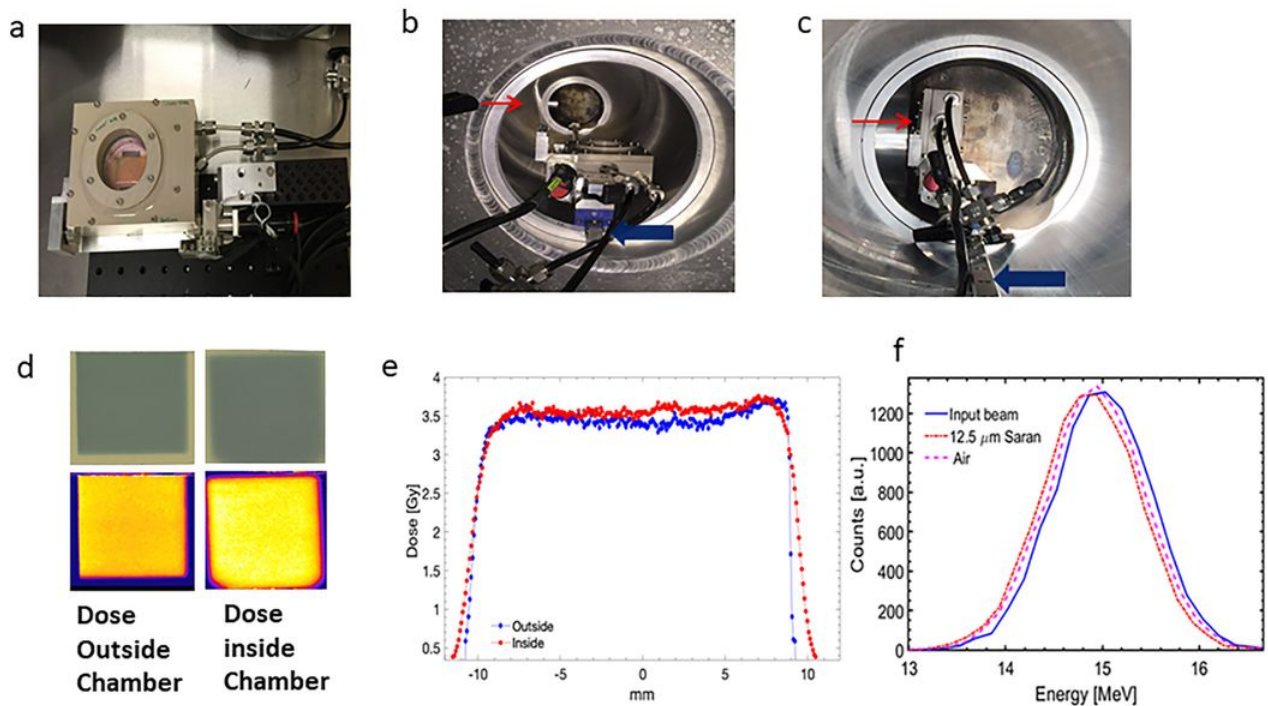 a
b
c
d
Dose
Outside
Chamber
Dose
inside
Chamber
e
4
3.5
3
2.5
2
1.5
1
0.5
Dose [Gy]
Outside
Inside
-10
-5
0
5
10
mm
f
1200
1000
800
600
400
200
0
Counts [a.u.]
Input beam
12.5 μm Saran
Air
13
14
15
16
Energy [MeV]